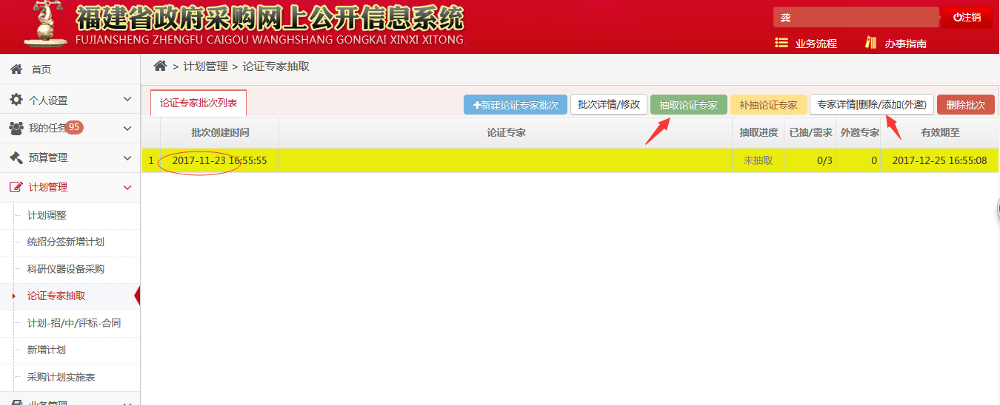 福建省政府采购网上公开信息系统
FUJIANSHENG ZHENGFU CAIGOU WANGHSHANG GONGKAI XINXI XITONG
龚
注销
业务流程
办事指南
首页
个人设置
我的任务 95
预算管理
计划管理
计划调整
统招分签新增计划
科研仪器设备采购
论证专家抽取
计划-招/中/评标-合同
新增计划
采购计划实施表
业务管理
> 计划管理 > 论证专家抽取
论证专家批次列表
+新建论证专家批次
批次详情/修改
抽取论证专家
补抽论证专家
专家详情|删除/添加(外邀)
删除批次
批次创建时间 论证专家 抽取进度 已抽/需求 外邀专家 有效期至
1 2017-11-23 16:55:55 未抽取 0/3 0 2017-12-25 16:55:08